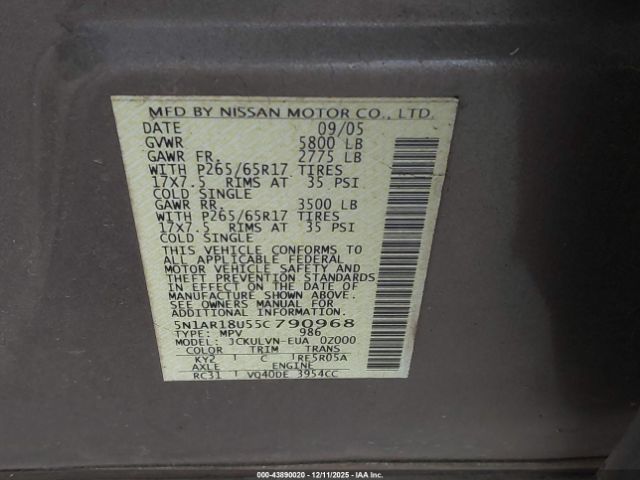 MFD BY NISSAN MOTOR CO., LTD.
DATE 09/05
GVWR 5800 LB
GAWR FR. 2775 LB
WITH P265/65R17 TIRES
17X7.5 RIMS AT 35 PSI
COLD SINGLE
GAWR RR. 3500 LB
WITH P265/65R17 TIRES
17X7.5 RIMS AT 35 PSI
COLD SINGLE
THIS VEHICLE CONFORMS TO
ALL APPLICABLE FEDERAL
MOTOR VEHICLE SAFETY AND
THEFT PREVENTION STANDARDS
IN EFFECT ON THE DATE OF
MANUFACTURE SHOWN ABOVE.
SEE OWNERS MANUAL FOR
ADDITIONAL INFORMATION.
5N1AR18U55C790968
TYPE: MPV 986
MODEL: JCKULVN-EUA 0Z000
COLOR TRIM TRANS
KY2 C RE5R05A
AXLE ENGINE
RC31 VQ40DE 3954CC
000-43890020 - 12/11/2025 - IAA Inc.